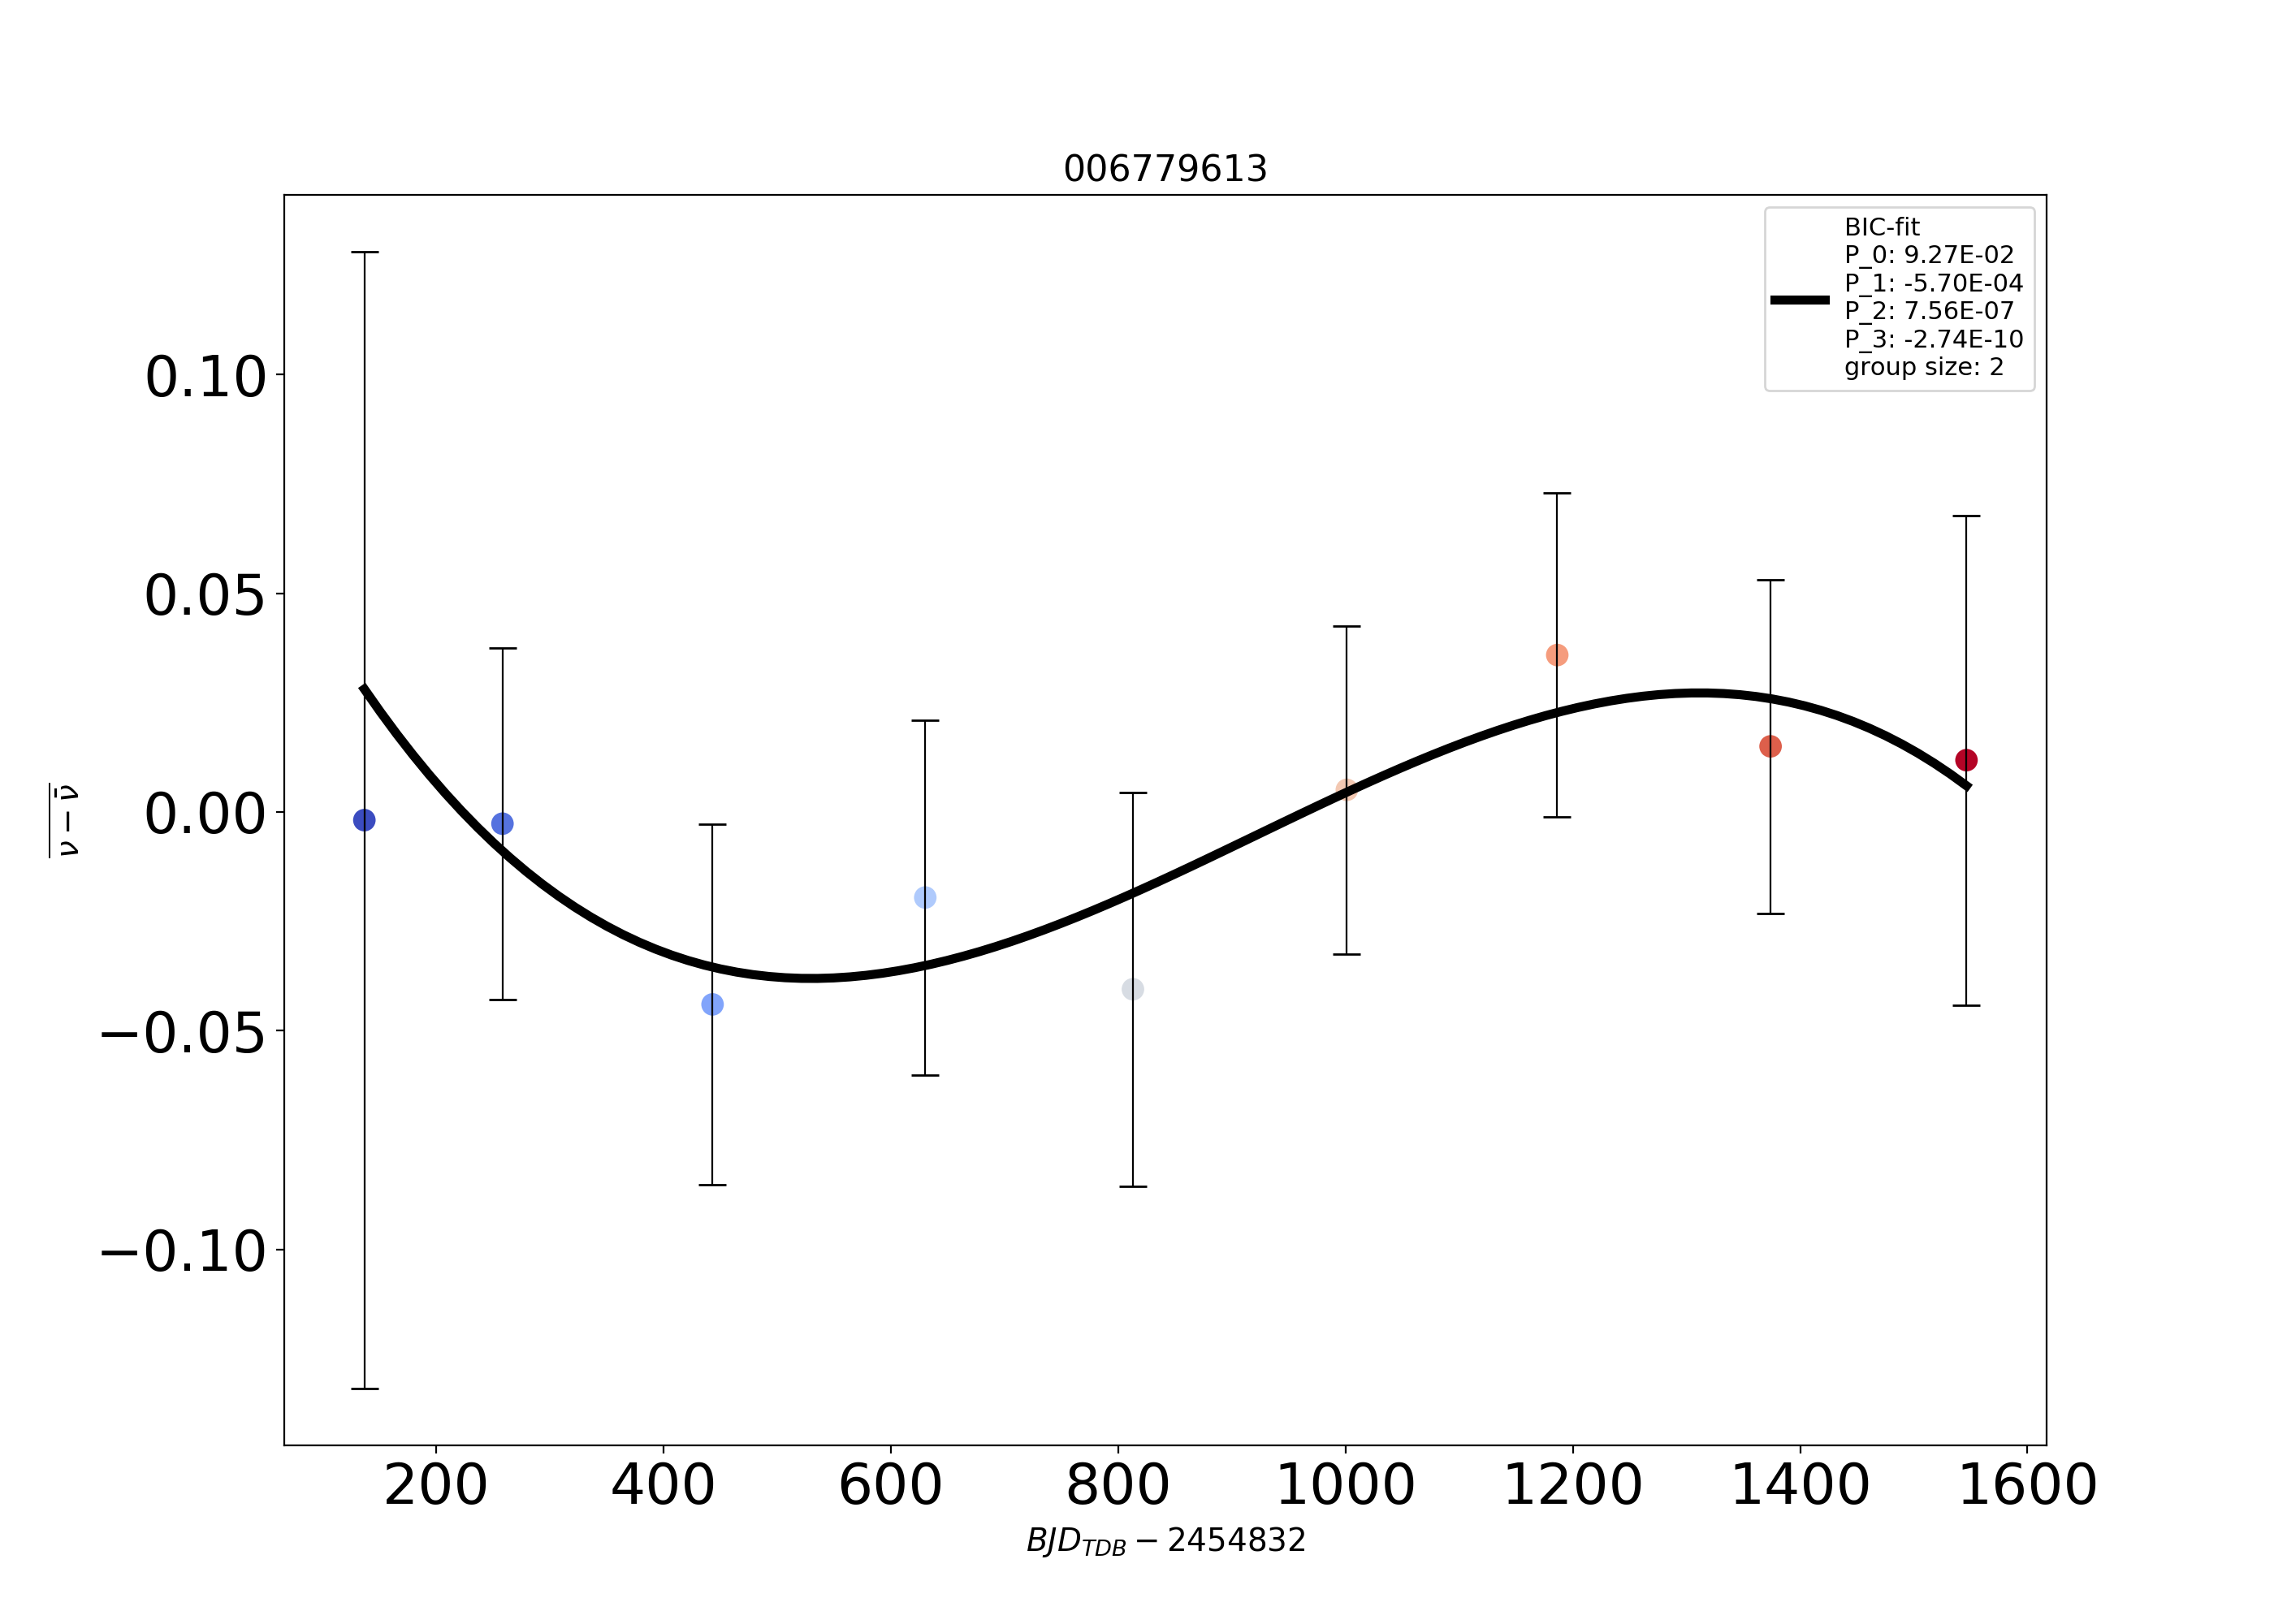 006779613
BIC-fit
P_0: 9.27E-02
P_1: -5.70E-04
P_2: 7.56E-07
P_3: -2.74E-10
group size: 2
0.10
0.05
0.00
−0.05
−0.10
ν − ν̄
200 400 600 800 1000 1200 1400 1600
BJD_TDB − 2454832